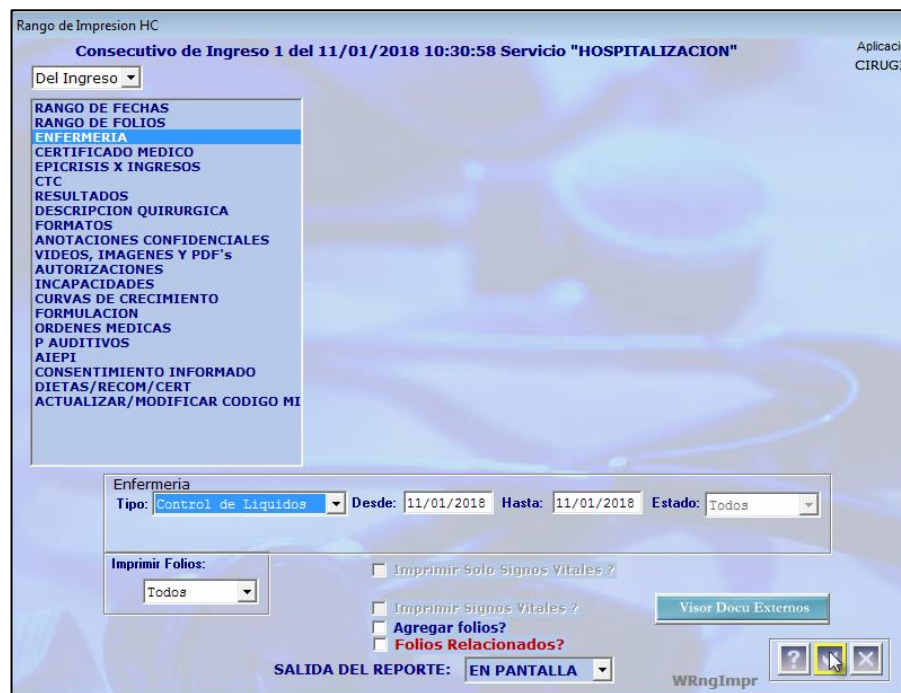 Rango de Impresion HC
Consecutivo de Ingreso 1 del 11/01/2018 10:30:58 Servicio "HOSPITALIZACION"
Aplicaci
CIRUGI
Del Ingreso
RANGO DE FECHAS
RANGO DE FOLIOS
ENFERMERIA
CERTIFICADO MEDICO
EPICRISIS X INGRESOS
CTC
RESULTADOS
DESCRIPCION QUIRURGICA
FORMATOS
ANOTACIONES CONFIDENCIALES
VIDEOS, IMAGENES Y PDF's
AUTORIZACIONES
INCAPACIDADES
CURVAS DE CRECIMIENTO
FORMULACION
ORDENES MEDICAS
P AUDITIVOS
AIEPI
CONSENTIMIENTO INFORMADO
DIETAS/RECOM/CERT
ACTUALIZAR/MODIFICAR CODIGO MI
Enfermeria
Tipo: Control de Liquidos Desde: 11/01/2018 Hasta: 11/01/2018 Estado: Todos
Imprimir Folios:
Todos
Imprimir Solo Signos Vitales ?
Imprimir Signos Vitales ?
Visor Docu Externos
Agregar folios?
Folios Relacionados?
SALIDA DEL REPORTE: EN PANTALLA
WRngImpr
?